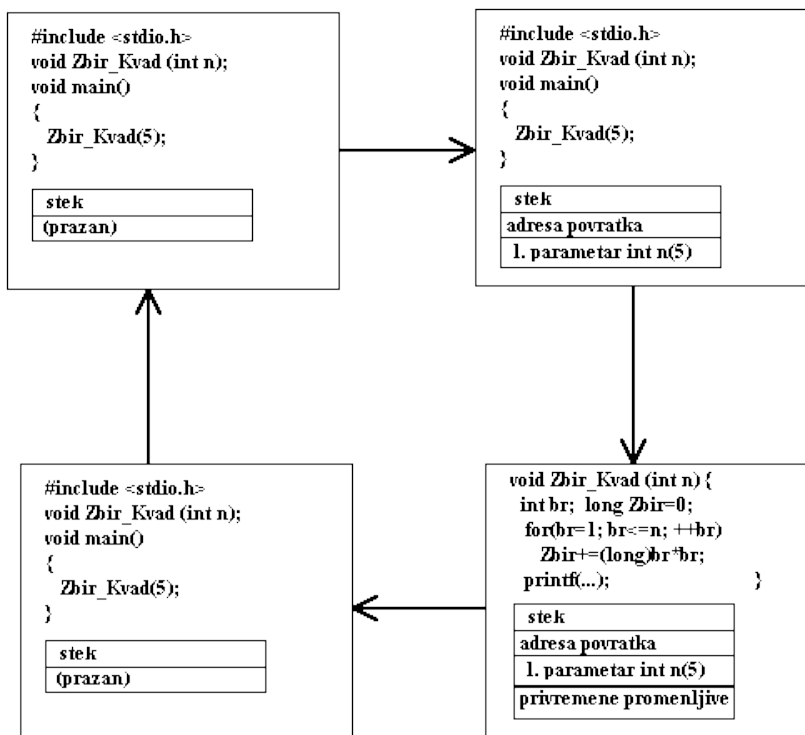 #include <stdio.h>
void Zbir_Kvad (int n);
void main()
{
Zbir_Kvad(5);
}
stek
(prazan)
#include <stdio.h>
void Zbir_Kvad (int n);
void main()
{
Zbir_Kvad(5);
}
stek
adresa povratka
1. parametar int n(5)
#include <stdio.h>
void Zbir_Kvad (int n);
void main()
{
Zbir_Kvad(5);
}
stek
(prazan)
void Zbir_Kvad (int n) {
int br; long Zbir=0;
for(br=1; br<=n; ++br)
Zbir+=(long)br*br;
printf(...); }
stek
adresa povratka
1. parametar int n(5)
privremene promenljive